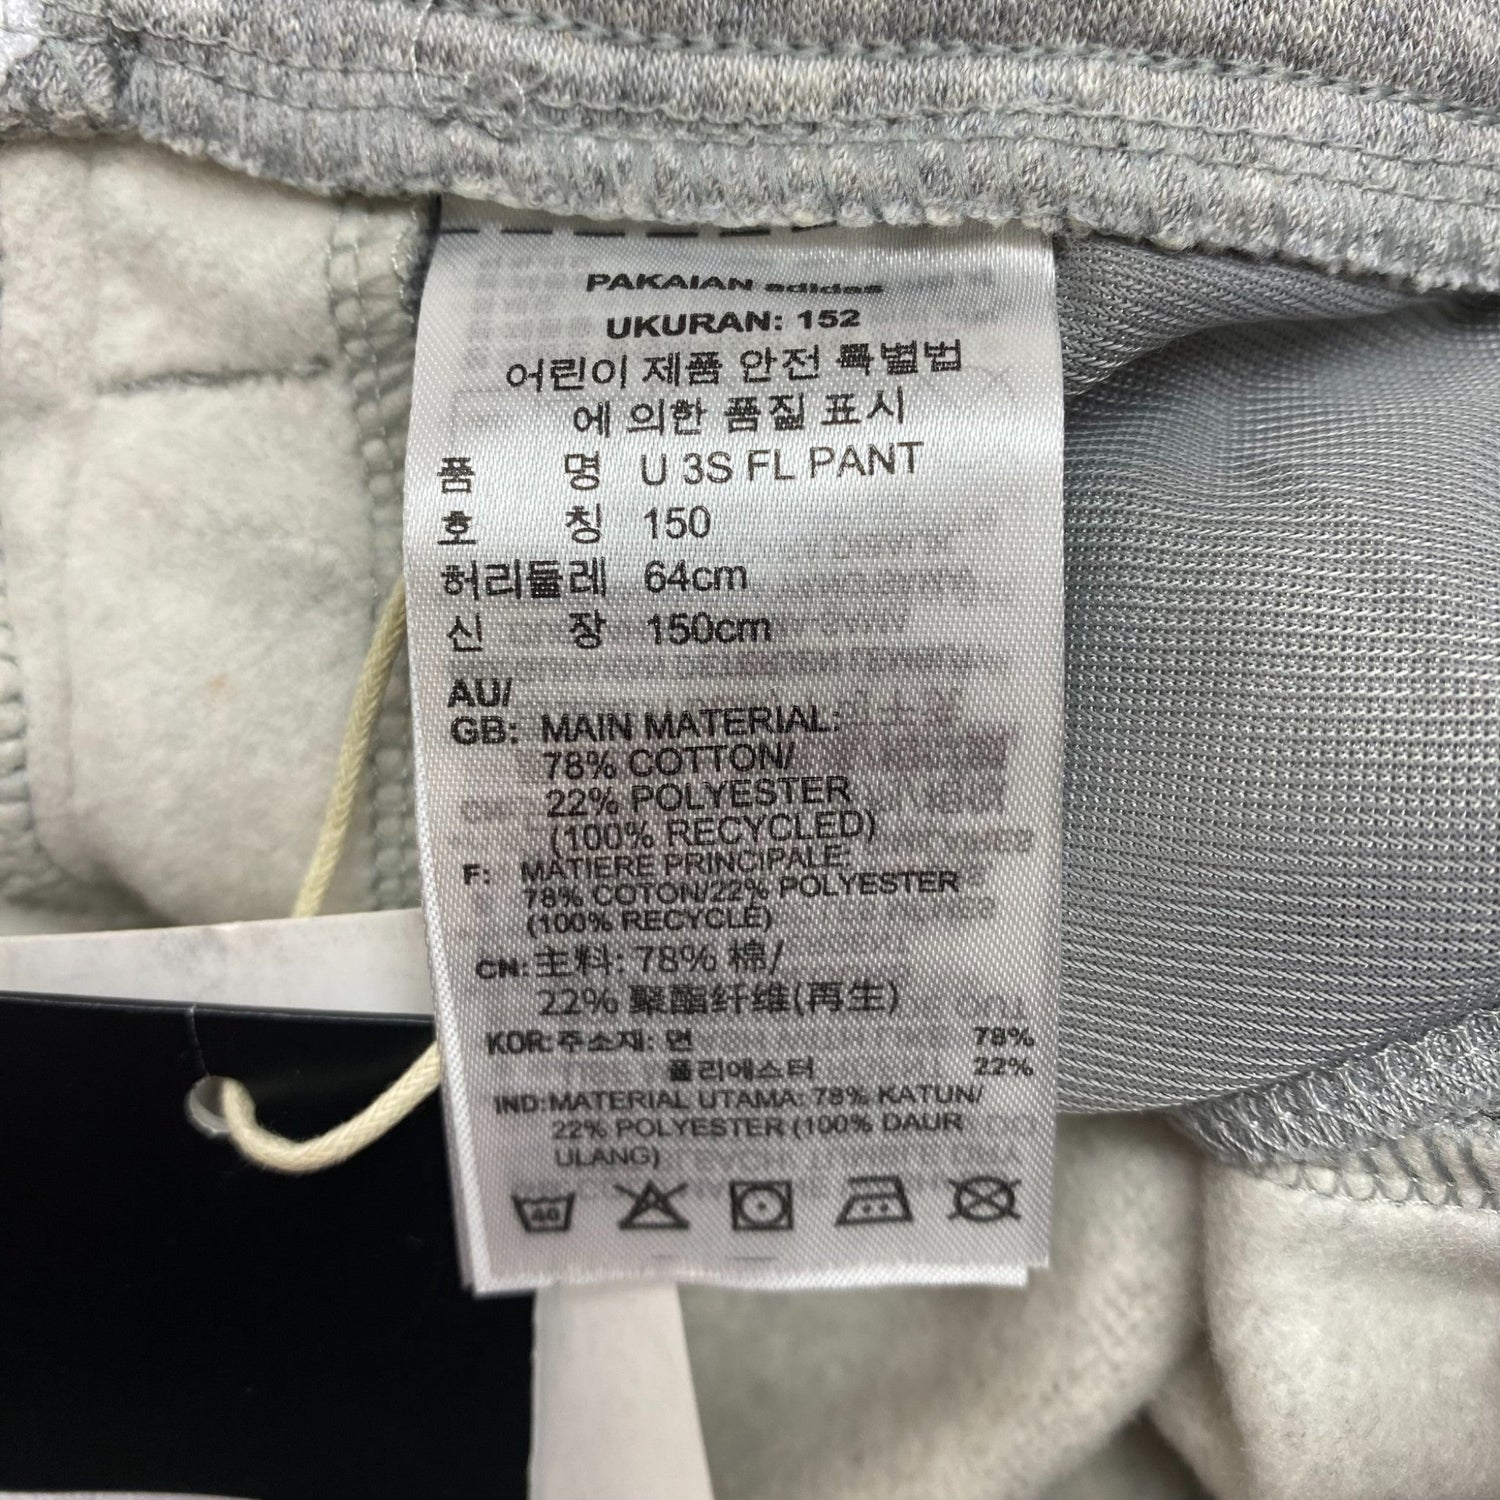 PAKAIAN adidas
UKURAN: 152
어린이 제품 안전 특별법
에 의한 품질 표시
품 명 U 3S FL PANT
호 칭 150
허리둘레 64cm
신 장 150cm
AU/
GB: MAIN MATERIAL:
78% COTTON/
22% POLYESTER
(100% RECYCLED)
F: MATIERE PRINCIPALE:
78% COTON/22% POLYESTER
(100% RECYCLÉ)
CN: 主料: 78% 棉/
22% 聚酯纤维(再生)
KOR: 주소재: 면 78%
폴리에스터 22%
IND: MATERIAL UTAMA: 78% KATUN/
22% POLYESTER (100% DAUR
ULANG)
40